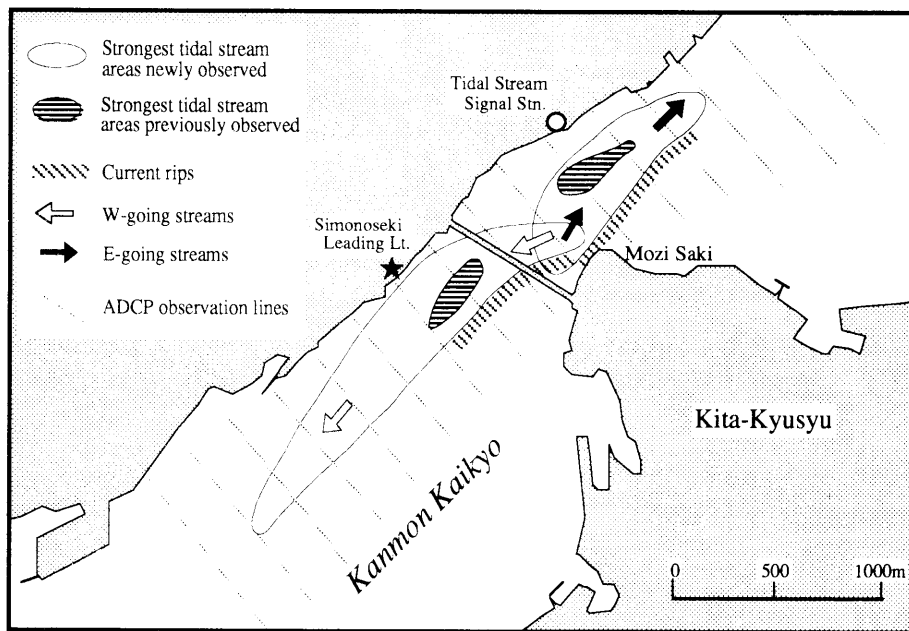 Strongest tidal stream
areas newly observed
Strongest tidal stream
areas previously observed
Current rips
W-going streams
E-going streams
ADCP observation lines
Tidal Stream
Signal Stn.
Simonoseki
Leading Lt.
Mozi Saki
Kita-Kyusyu
Kanmon Kaikyo
0 500 1000m